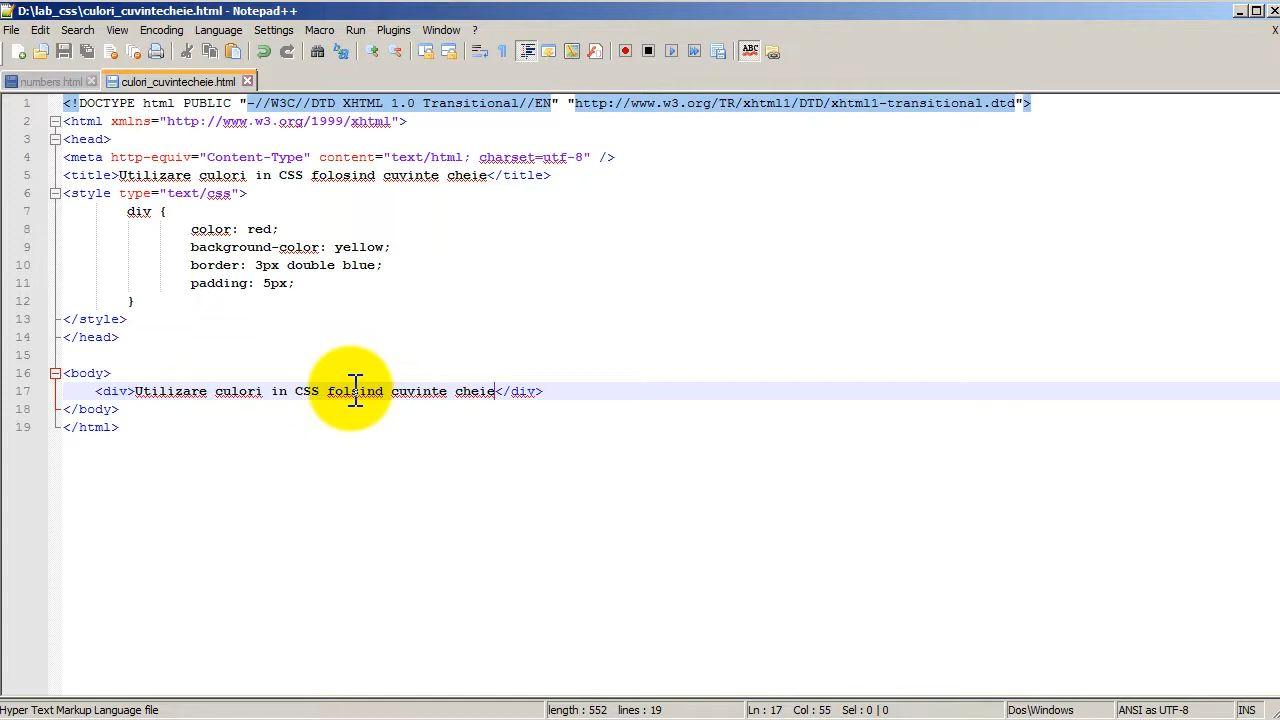 D:\lab_css\culori_cuvintecheie.html - Notepad++
File Edit Search View Encoding Language Settings Macro Run Plugins Window ? X
ABC
numbers.html culori_cuvintecheie.html
1 <!DOCTYPE html PUBLIC "-//W3C//DTD XHTML 1.0 Transitional//EN" "http://www.w3.org/TR/xhtml1/DTD/xhtml1-transitional.dtd">
2 <html xmlns="http://www.w3.org/1999/xhtml">
3 <head>
4 <meta http-equiv="Content-Type" content="text/html; charset=utf-8" />
5 <title>Utilizare culori in CSS folosind cuvinte cheie</title>
6 <style type="text/css">
7 div {
8 color: red;
9 background-color: yellow;
10 border: 3px double blue;
11 padding: 5px;
12 }
13 </style>
14 </head>
15
16 <body>
17 <div>Utilizare culori in CSS folsind cuvinte cheie</div>
18 </body>
19 </html>
Hyper Text Markup Language file length : 552 lines : 19 Ln : 17 Col : 55 Sel : 0 | 0 Dos\Windows ANSI as UTF-8 INS